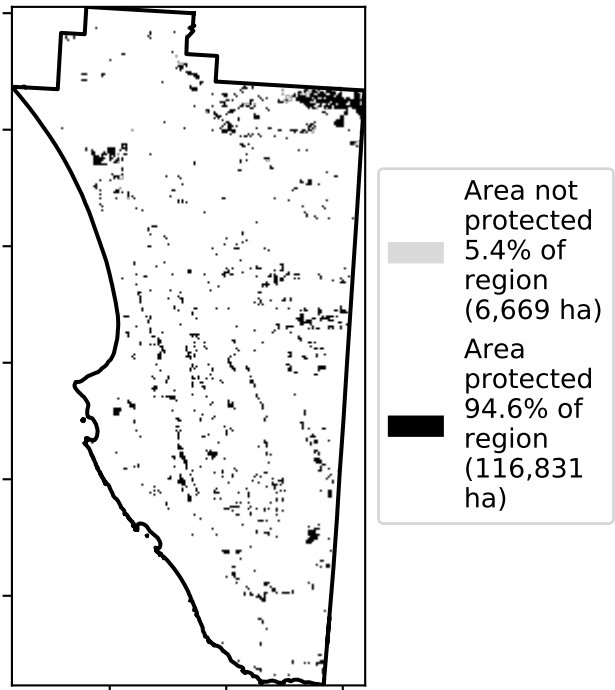 Area not
protected
5.4% of
region
(6,669 ha)
Area
protected
94.6% of
region
(116,831
ha)